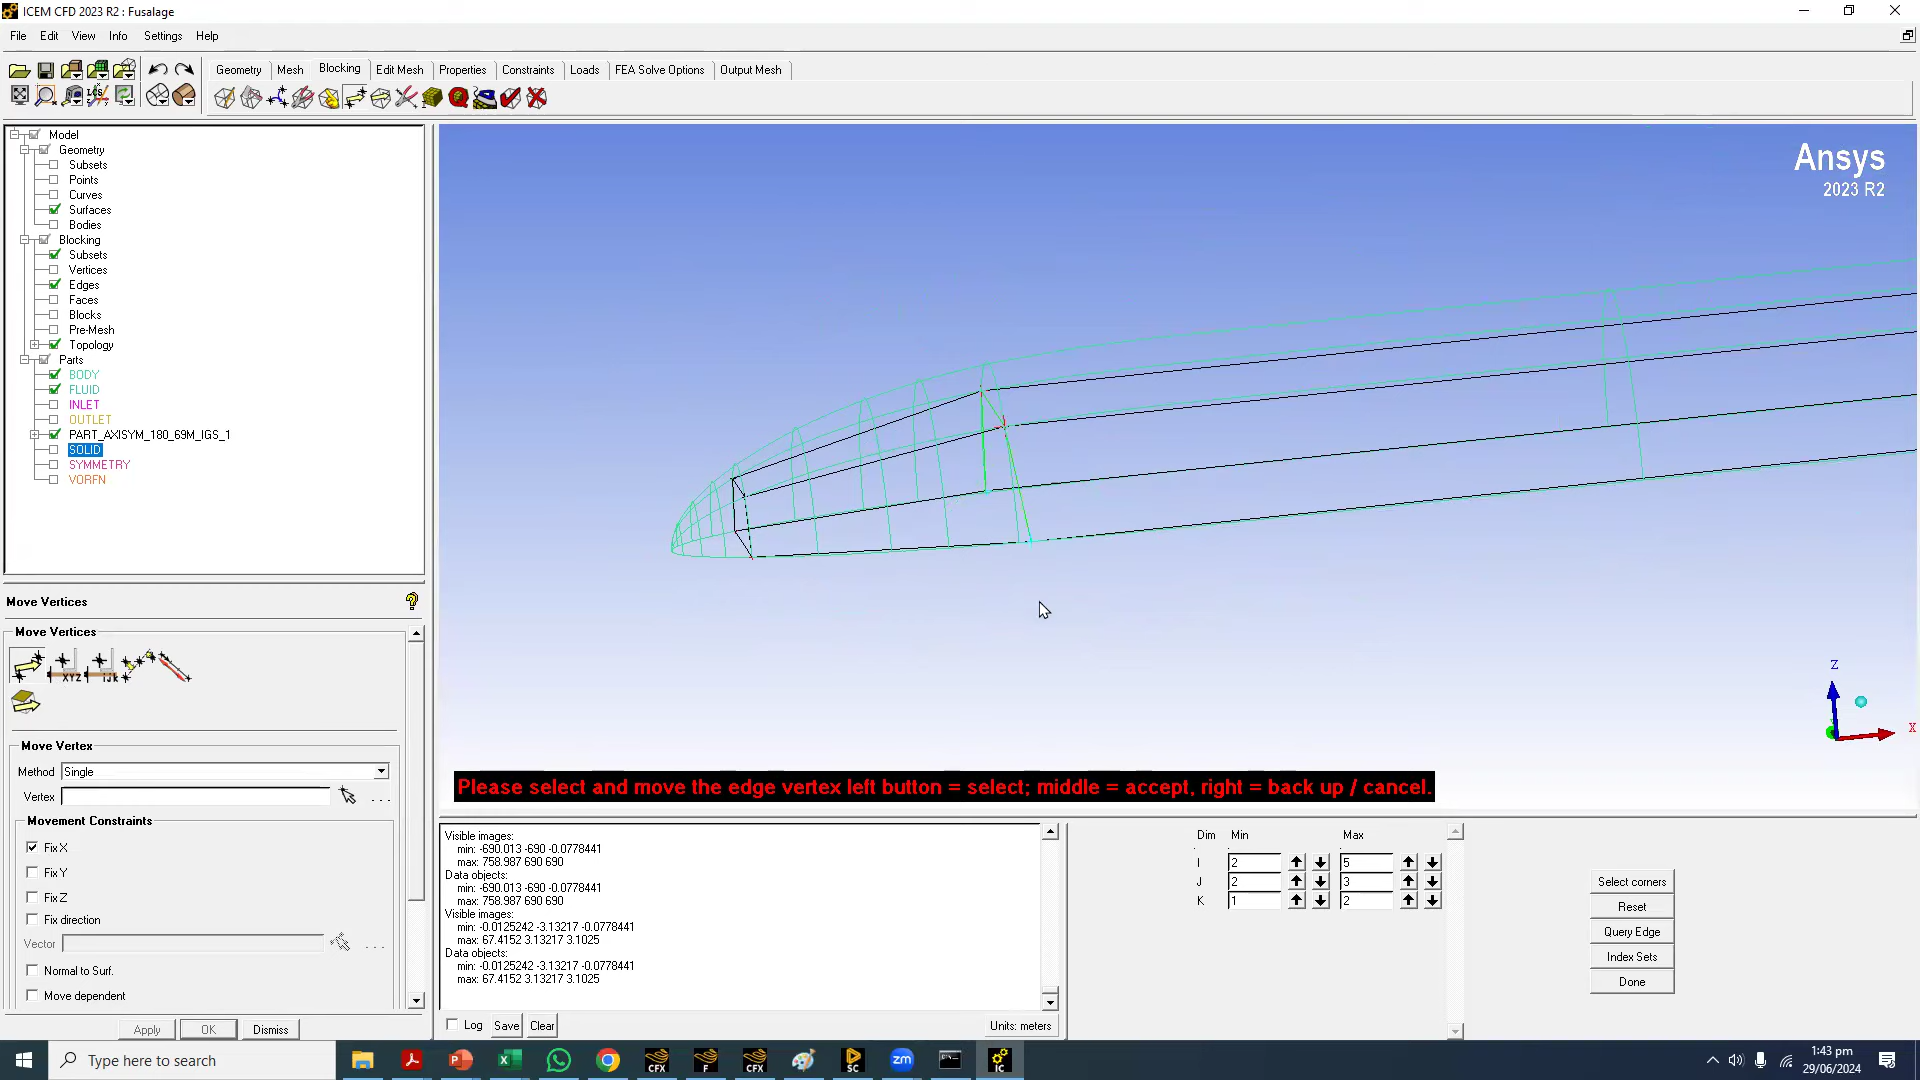 ICEM CFD 2023 R2 : Fusalage
File Edit View Info Settings Help
Geometry Mesh Blocking Edit Mesh Properties Constraints Loads FEA Solve Options Output Mesh
Model
Geometry
Subsets
Points
Curves
Surfaces
Bodies
Blocking
Subsets
Vertices
Edges
Faces
Blocks
Pre-Mesh
Topology
Parts
BODY
FLUID
INLET
OUTLET
PART_AXISYM_180_69M_IGS_1
SOLID
SYMMETRY
VORFN
Ansys
2023 R2
Z
X
Please select and move the edge vertex left button = select; middle = accept, right = back up / cancel.
Move Vertices
Move Vertices
XYZ
IJK
Move Vertex
Method Single
Vertex
Movement Constraints
Fix X
Fix Y
Fix Z
Fix direction
Vector
Normal to Surf.
Move dependent
Apply OK Dismiss
Visible images:
min: -690.013 -690 -0.0778441
max: 758.987 690 690
Data objects:
min: -690.013 -690 -0.0778441
max: 758.987 690 690
Visible images:
min: -0.0125242 -3.13217 -0.0778441
max: 67.4152 3.13217 3.1025
Data objects:
min: -0.0125242 -3.13217 -0.0778441
max: 67.4152 3.13217 3.1025
Log Save Clear Units: meters
Dim Min Max
I 2 5
J 2 3
K 1 2
Select corners
Reset
Query Edge
Index Sets
Done
Type here to search
CFX
F
CFX
SC
zm
IC
1:43 pm
29/06/2024